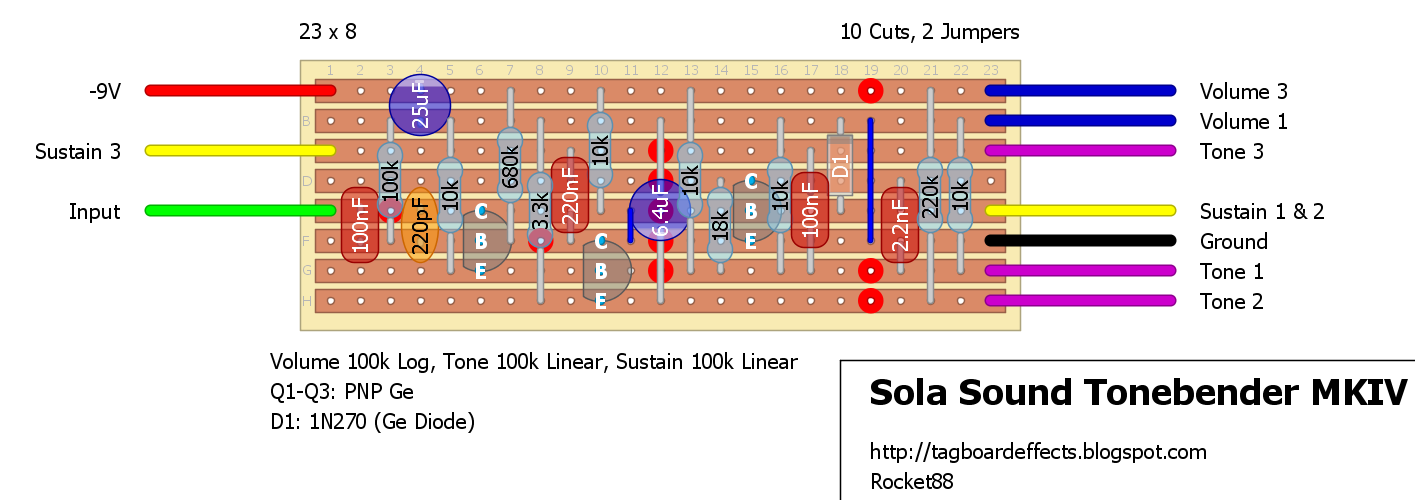 23 x 8
10 Cuts, 2 Jumpers
1 2 3 4 5 6 7 8 9 10 11 12 13 14 15 16 17 18 19 20 21 22 23
-9V
25uF
Volume 3
B
Volume 1
Sustain 3
100k
10k
680k
3.3k
220nF
10k
10k
10k
D1
220k
10k
Tone 3
D
C
Input
100nF
220pF
C
6.4uF
18k
B
100nF
2.2nF
Sustain 1 & 2
F
B
C
E
Ground
G
E
B
Tone 1
H
E
Tone 2
Volume 100k Log, Tone 100k Linear, Sustain 100k Linear
Q1-Q3: PNP Ge
D1: 1N270 (Ge Diode)
Sola Sound Tonebender MKIV
http://tagboardeffects.blogspot.com
Rocket88